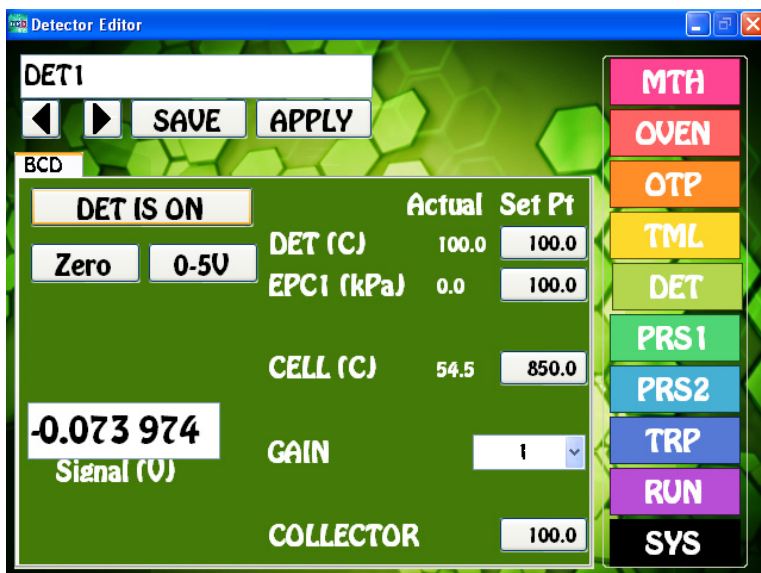 Detector Editor
DET1
SAVE APPLY
BCD
DET IS ON
Zero 0-5V
Actual Set Pt
DET (C) 100.0 100.0
EPC1 (kPa) 0.0 100.0
CELL (C) 54.5 850.0
-0.073 974
Signal (V)
GAIN 1
COLLECTOR 100.0
MTH
OVEN
OTP
TML
DET
PRS1
PRS2
TRP
RUN
SYS